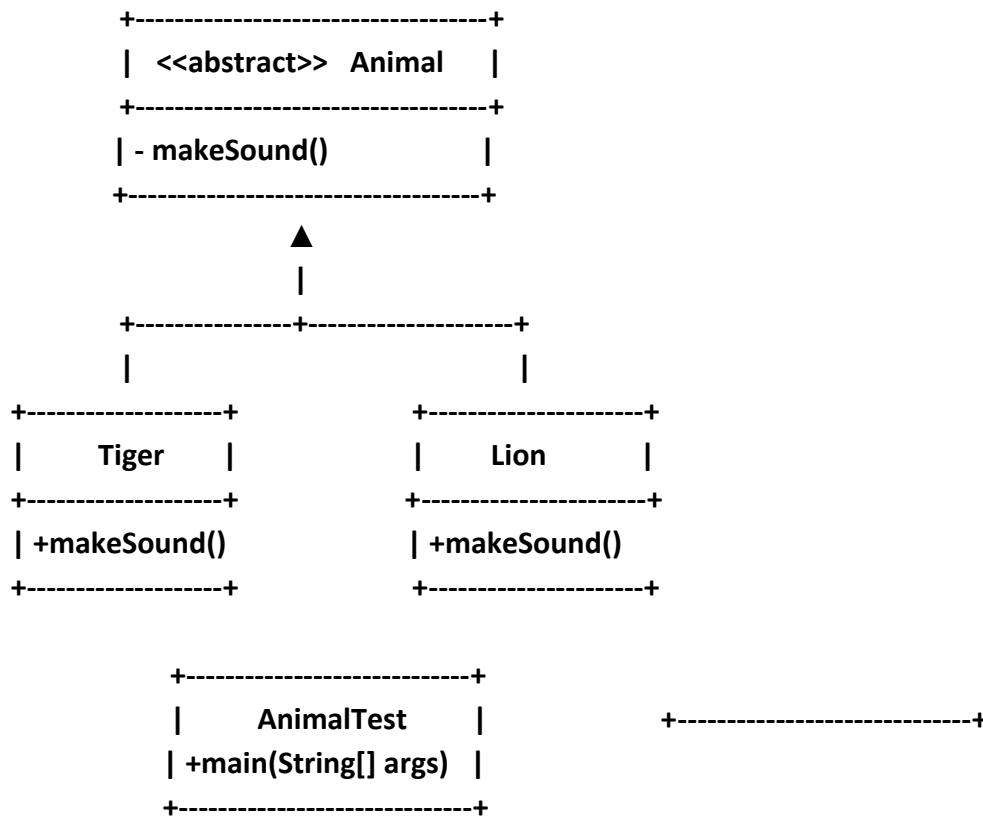 +------------------------------------+
| <<abstract>> Animal |
+------------------------------------+
| - makeSound() |
+------------------------------------+
▲
|
+----------------+---------------------+
| |
+--------------------+ +----------------------+
| Tiger | | Lion |
+--------------------+ +-----------------------+
| +makeSound() | +makeSound()
+--------------------+ +----------------------+
+-----------------------------+
| AnimalTest | +------------------------------+
| +main(String[] args) |
+------------------------------+